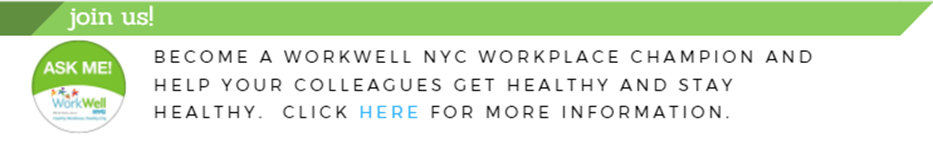 join us!
BECOME A WORKWELL NYC WORKPLACE CHAMPION AND
HELP YOUR COLLEAGUES GET HEALTHY AND STAY
HEALTHY. CLICK HERE FOR MORE INFORMATION.
ASK ME!
WorkWell
NYC